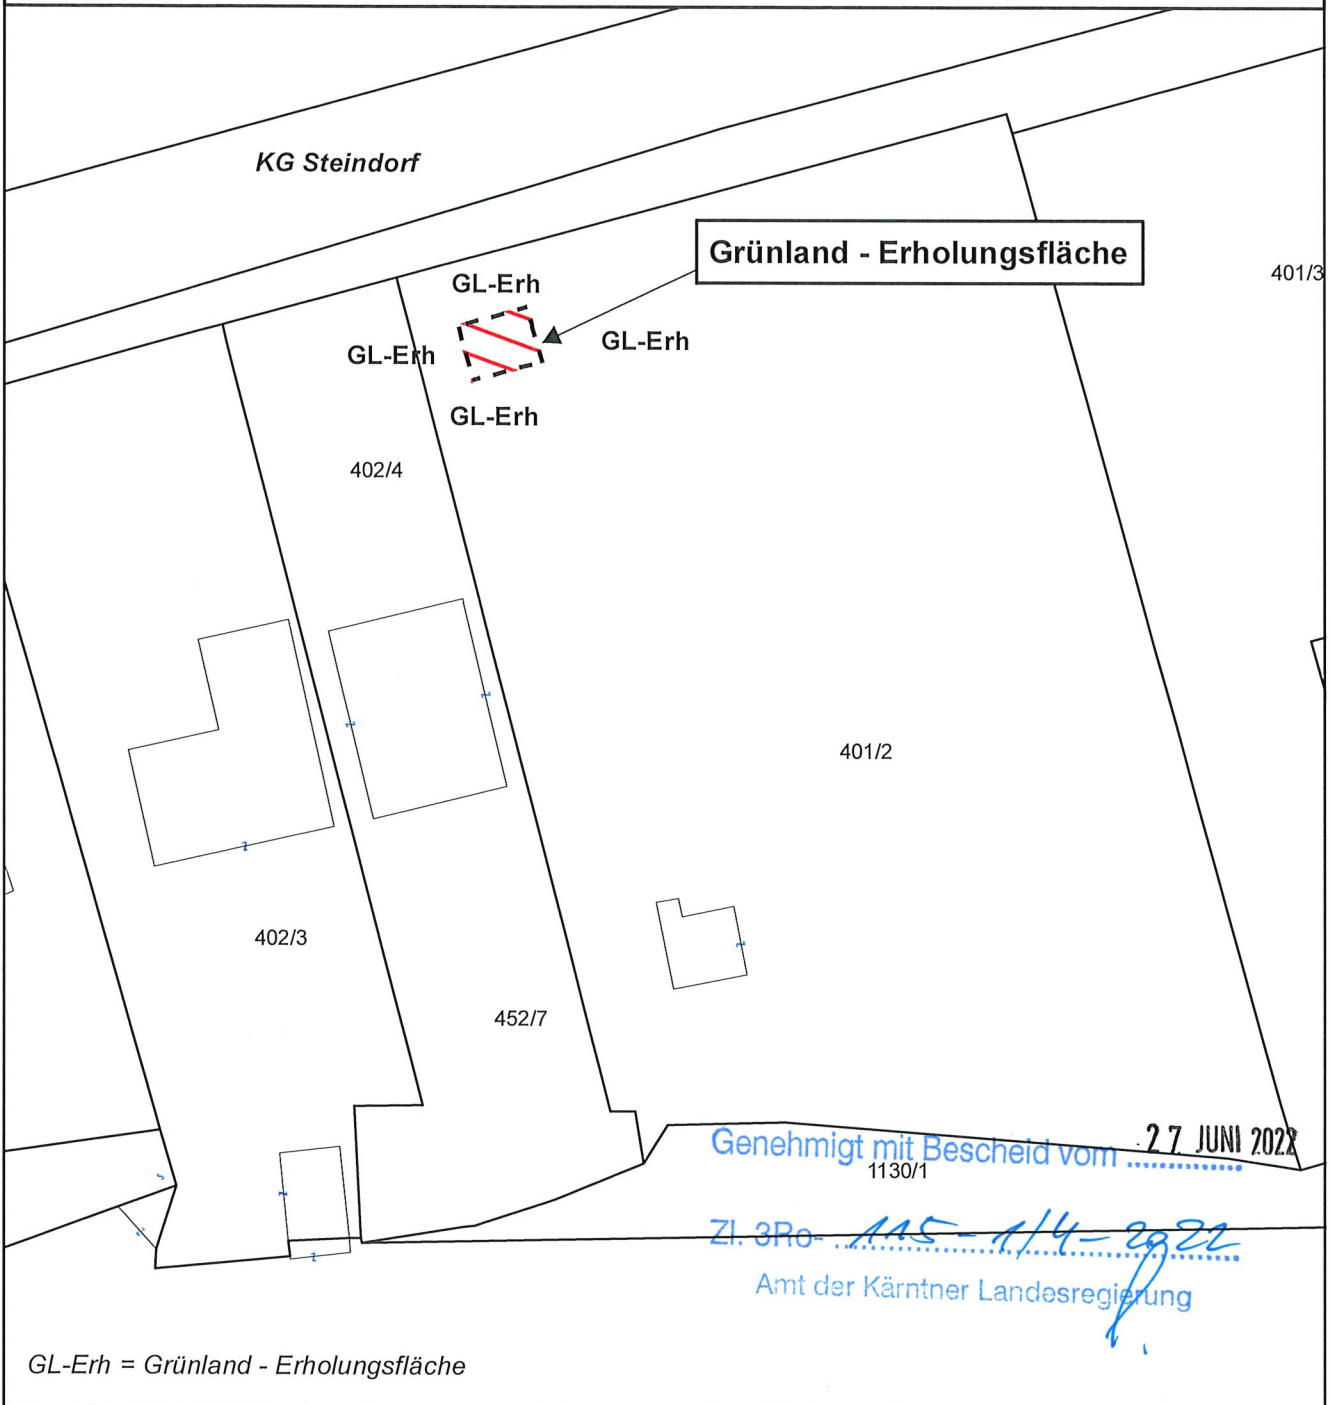 KG Steindorf
Grünland - Erholungsfläche
401/3
GL-Erh
GL-Erh
GL-Erh
GL-Erh
402/4
401/2
402/3
452/7
Genehmigt mit Bescheid vom 27. JUNI 2022
1130/1
Zl. 3Ro- 115-1/4-2022
Amt der Kärntner Landesregierung
GL-Erh = Grünland - Erholungsfläche